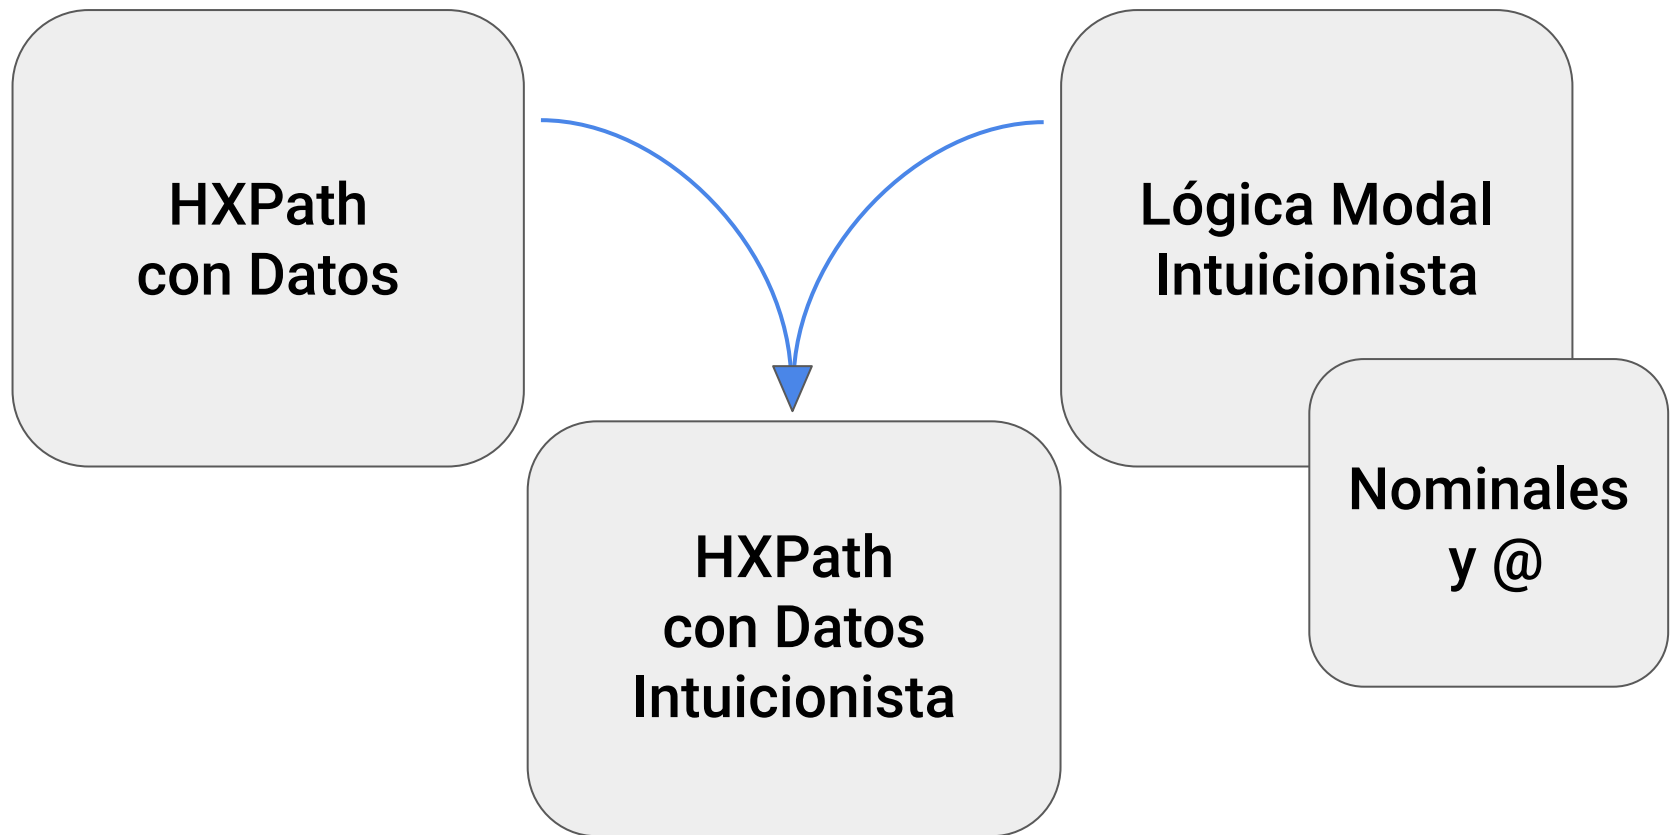 HXPath
con Datos
Lógica Modal
Intuicionista
Nominales
y @
HXPath
con Datos
Intuicionista